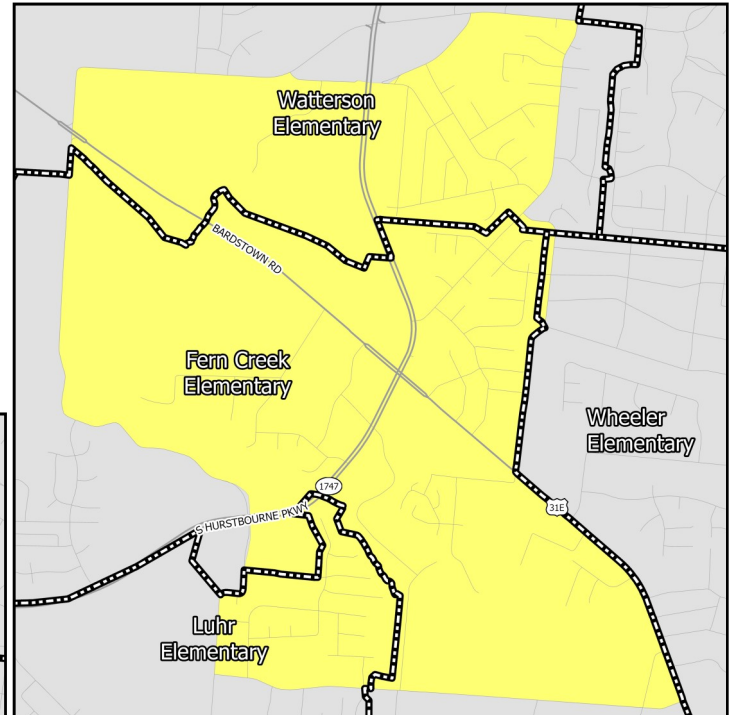 Watterson
Elementary
BARDSTOWN RD
Fern Creek
Elementary
Wheeler
Elementary
1747
31E
S HURSTBOURNE PKWY
Luhr
Elementary